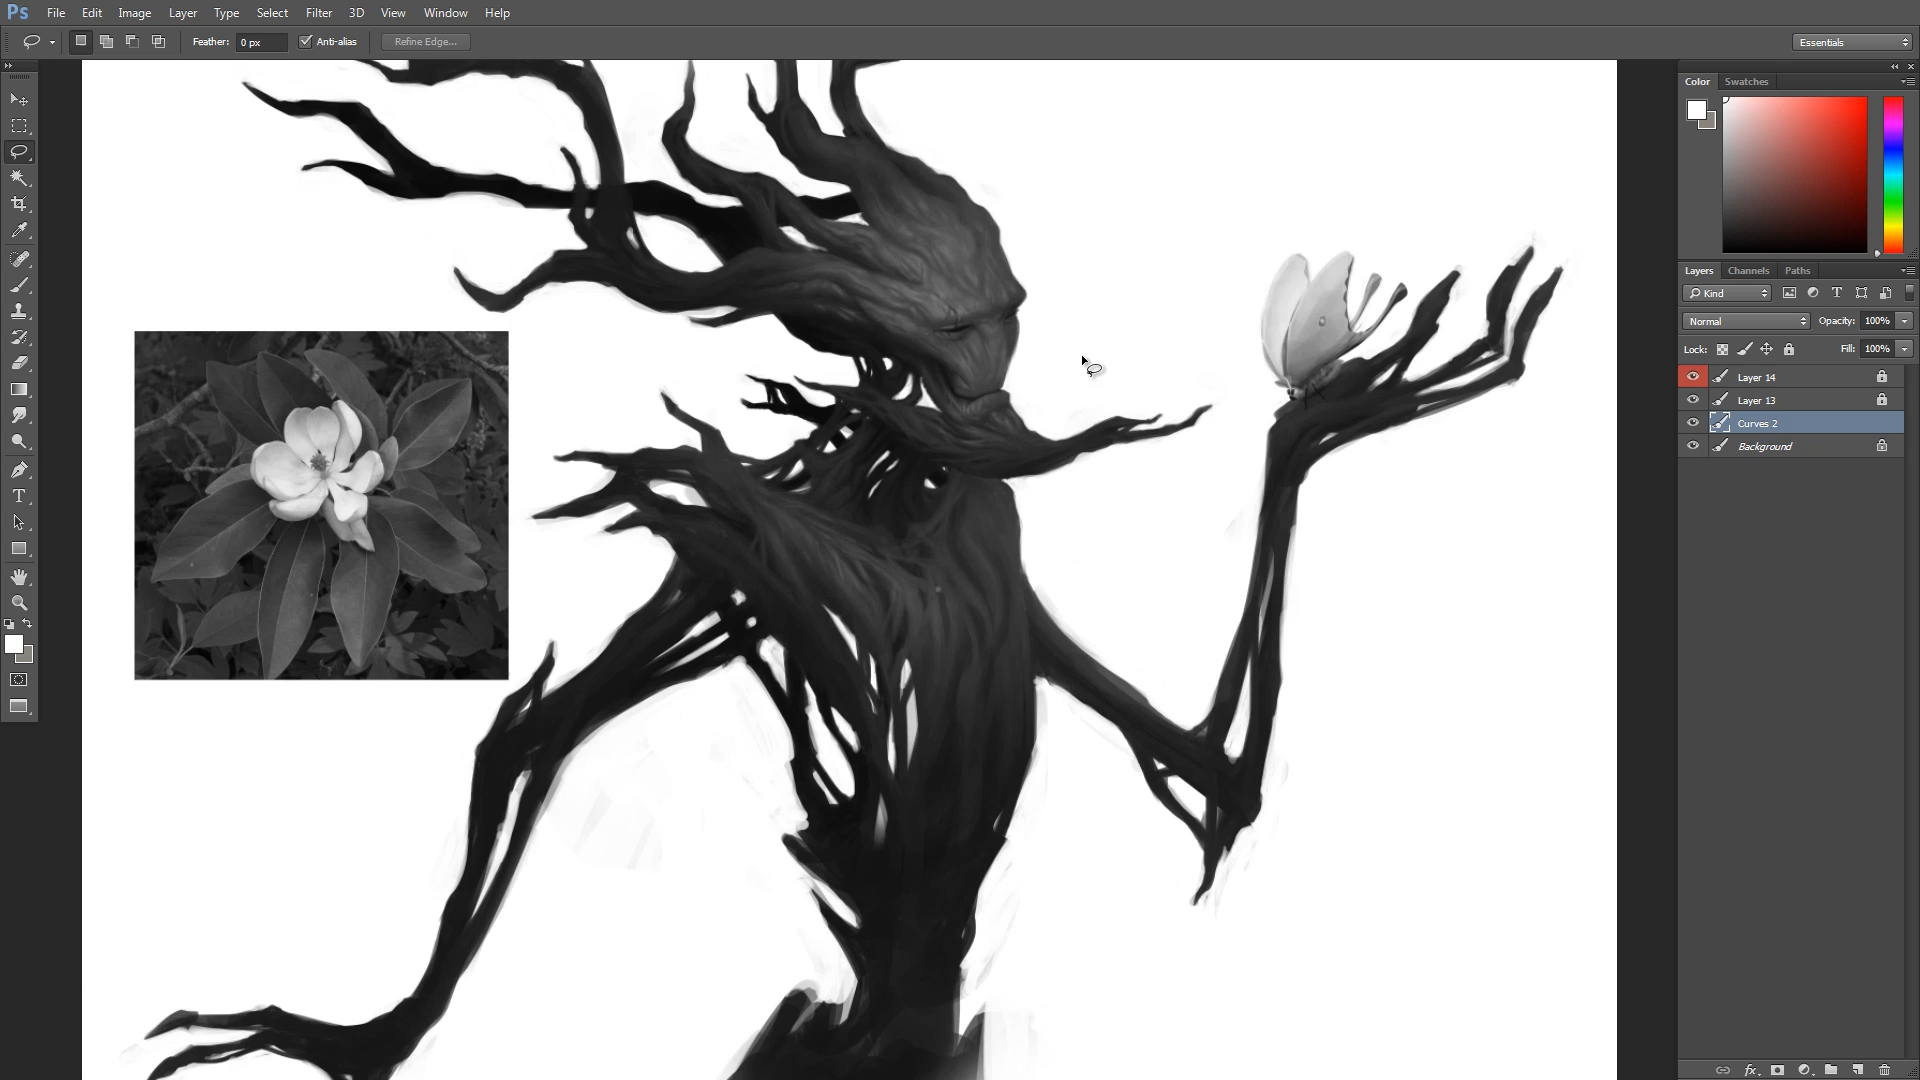 Ps File Edit Image Layer Type Select Filter 3D View Window Help
Feather: 0 px Anti-alias Refine Edge... Essentials
Color Swatches
Layers Channels Paths
Kind
Normal Opacity: 100%
Lock: Fill: 100%
Layer 14
Layer 13
Curves 2
Background
fx